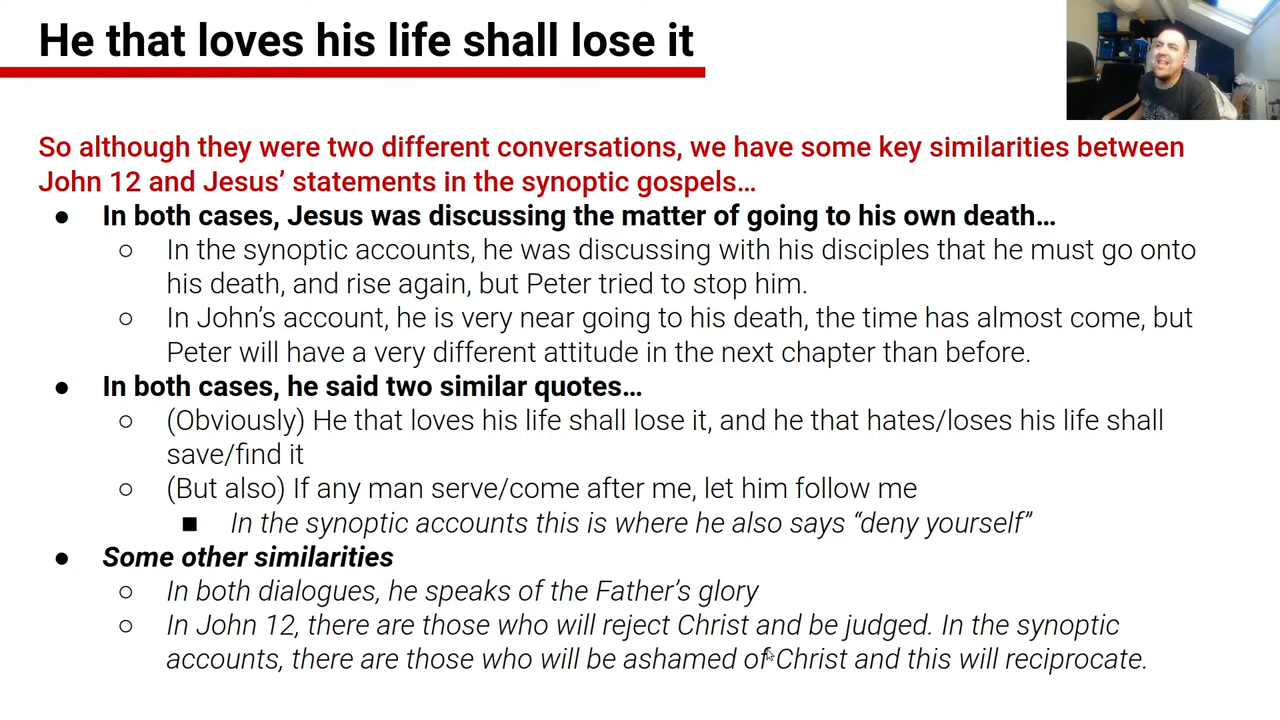 He that loves his life shall lose it
So although they were two different conversations, we have some key similarities between
John 12 and Jesus' statements in the synoptic gospels…
● In both cases, Jesus was discussing the matter of going to his own death…
○ In the synoptic accounts, he was discussing with his disciples that he must go onto
his death, and rise again, but Peter tried to stop him.
○ In John's account, he is very near going to his death, the time has almost come, but
Peter will have a very different attitude in the next chapter than before.
● In both cases, he said two similar quotes…
○ (Obviously) He that loves his life shall lose it, and he that hates/loses his life shall
save/find it
○ (But also) If any man serve/come after me, let him follow me
■ In the synoptic accounts this is where he also says “deny yourself”
● Some other similarities
○ In both dialogues, he speaks of the Father's glory
○ In John 12, there are those who will reject Christ and be judged. In the synoptic
accounts, there are those who will be ashamed of Christ and this will reciprocate.